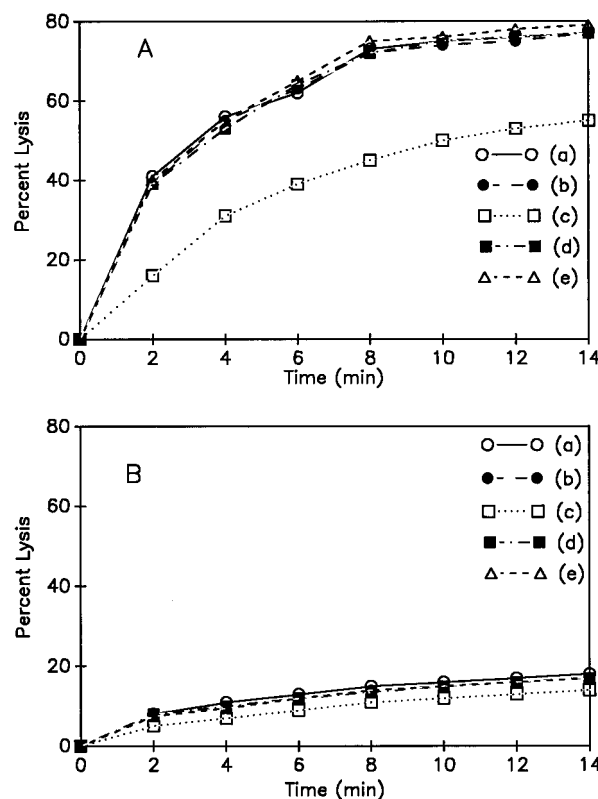 A
Percent Lysis
80
60
40
20
0
(a)
(b)
(c)
(d)
(e)
0 2 4 6 8 10 12 14
Time (min)
B
Percent Lysis
80
60
40
20
0
(a)
(b)
(c)
(d)
(e)
0 2 4 6 8 10 12 14
Time (min)